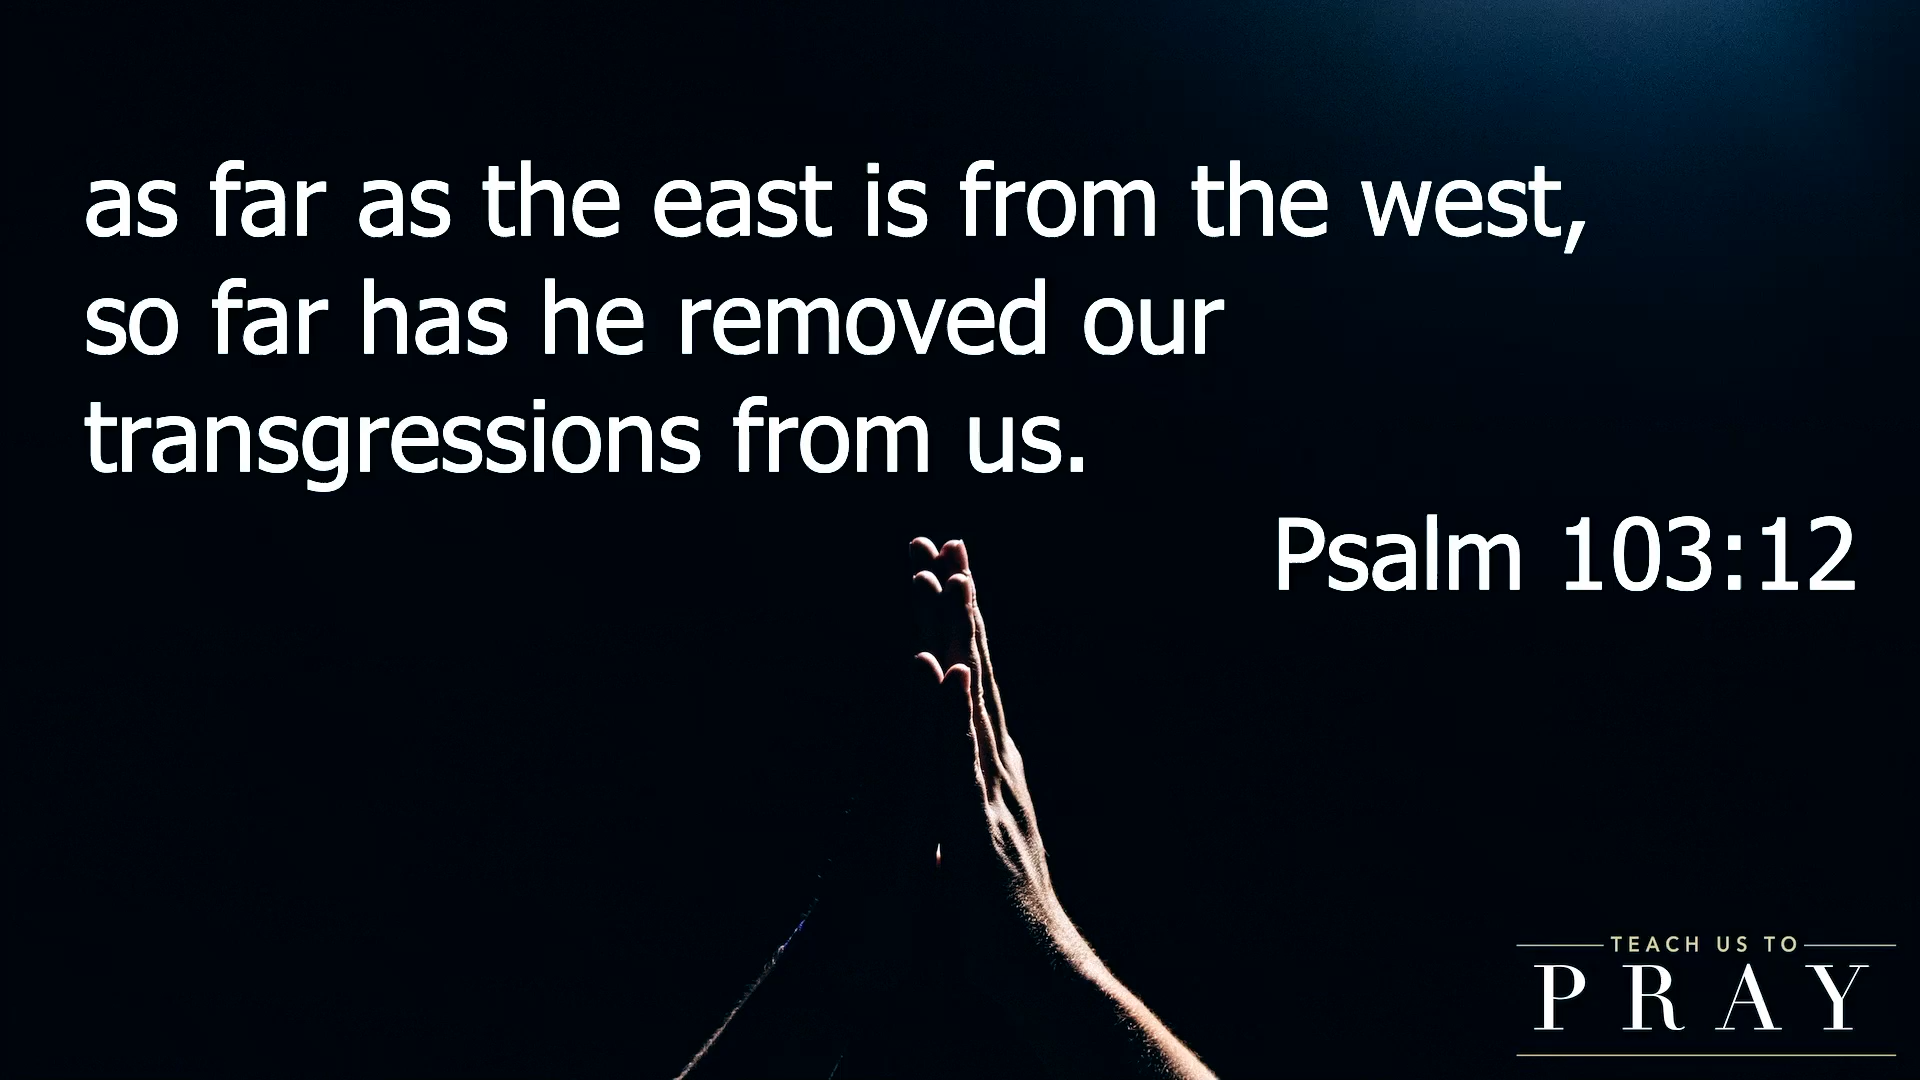 as far as the east is from the west,
so far has he removed our
transgressions from us.
Psalm 103:12
TEACH US TO
PRAY